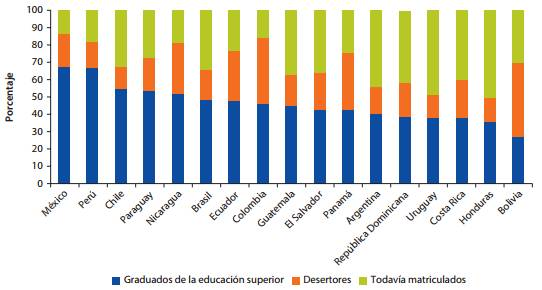 Porcentaje
100
90
80
70
60
50
40
30
20
10
0
México
Perú
Chile
Paraguay
Nicaragua
Brasil
Ecuador
Colombia
Guatemala
El Salvador
Panamá
Argentina
República Dominicana
Uruguay
Costa Rica
Honduras
Bolivia
Graduados de la educación superior
Desertores
Todavía matriculados